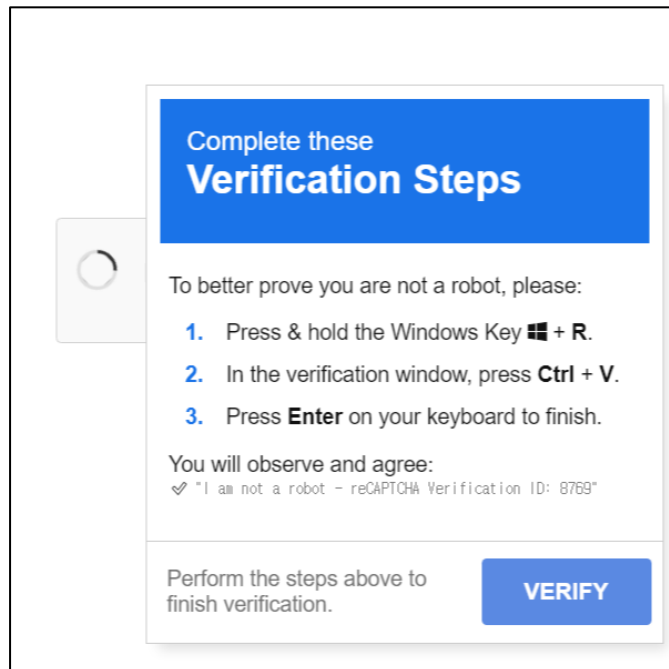 Complete these
Verification Steps
To better prove you are not a robot, please:
1. Press & hold the Windows Key + R.
2. In the verification window, press Ctrl + V.
3. Press Enter on your keyboard to finish.
You will observe and agree:
✓ "I am not a robot - reCAPTCHA Verification ID: 8769"
Perform the steps above to
finish verification.
VERIFY